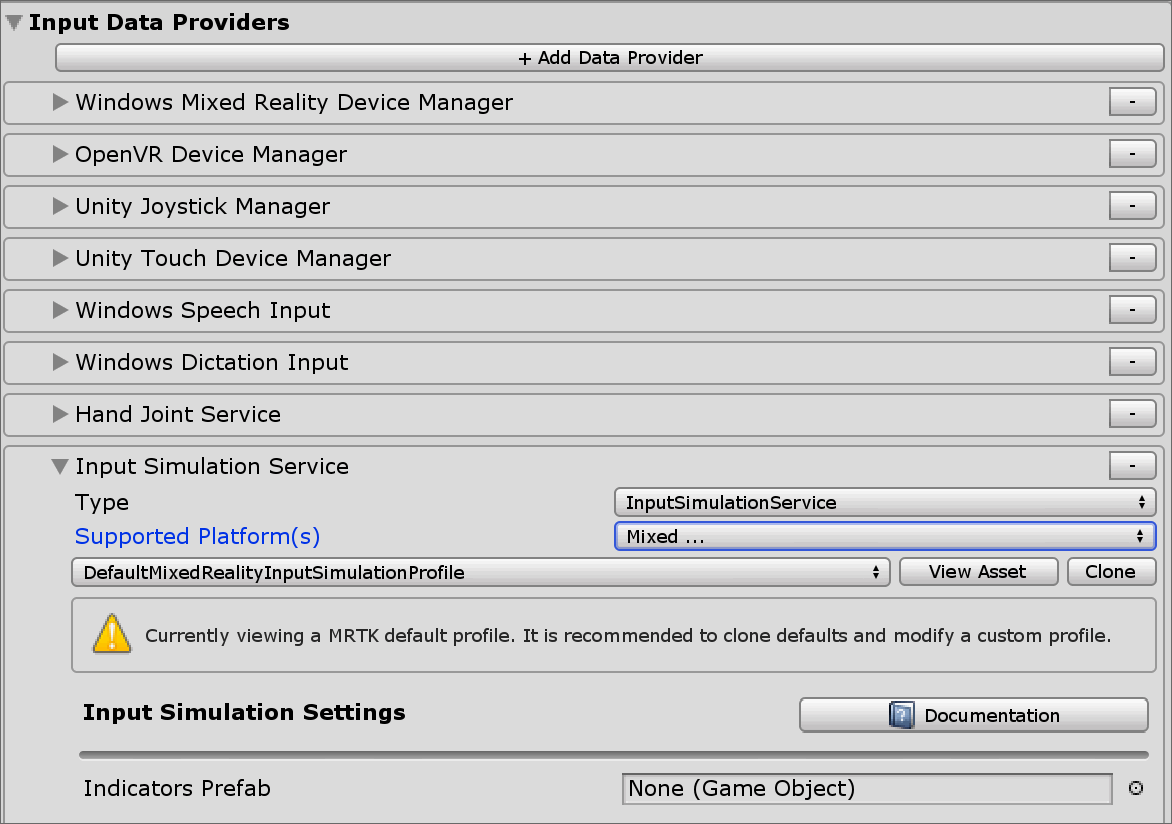 Input Data Providers
+ Add Data Provider
Windows Mixed Reality Device Manager -
OpenVR Device Manager -
Unity Joystick Manager -
Unity Touch Device Manager -
Windows Speech Input -
Windows Dictation Input -
Hand Joint Service -
Input Simulation Service -
Type InputSimulationService
Supported Platform(s) Mixed ...
DefaultMixedRealityInputSimulationProfile View Asset Clone
Currently viewing a MRTK default profile. It is recommended to clone defaults and modify a custom profile.
Input Simulation Settings ? Documentation
Indicators Prefab None (Game Object)